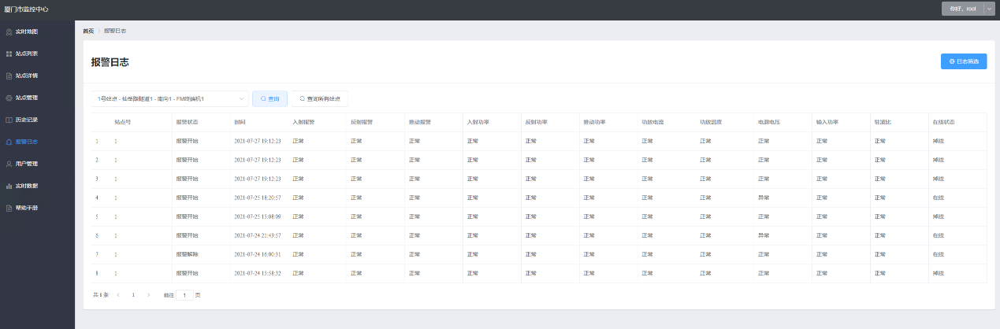 厦门市监控中心
你好，root
实时地图
站点列表
站点详情
站点管理
历史记录
报警日志
用户管理
实时数据
帮助手册
首页 > 报警日志
报警日志
日志筛选
1号站点 - 仙岳路隧道1 - 南向1 - FM终端机1 查询 查询所有站点
站点号 报警状态 时间 入射报警 反射报警 推动报警 入射功率 反射功率 推动功率 功放电流 功放温度 电源电压 输入功率 驻波比 在线状态
1 1 报警开始 2021-07-27 19:12:23 正常 正常 正常 正常 正常 正常 正常 正常 正常 正常 正常 掉线
2 1 报警开始 2021-07-27 19:12:23 正常 正常 正常 正常 正常 正常 正常 正常 正常 正常 正常 掉线
3 1 报警开始 2021-07-27 19:12:23 正常 正常 正常 正常 正常 正常 正常 正常 正常 正常 正常 掉线
4 1 报警开始 2021-07-25 18:20:57 正常 正常 正常 正常 正常 正常 正常 正常 异常 正常 正常 在线
5 1 报警开始 2021-07-25 15:08:09 正常 正常 正常 正常 正常 正常 正常 正常 正常 正常 正常 掉线
6 1 报警开始 2021-07-24 21:43:57 正常 正常 正常 正常 正常 正常 正常 正常 异常 正常 正常 在线
7 1 报警解除 2021-07-24 16:00:31 正常 正常 正常 正常 正常 正常 正常 正常 正常 正常 正常 在线
8 1 报警开始 2021-07-24 15:58:32 正常 正常 正常 正常 正常 正常 正常 正常 正常 正常 正常 掉线
共 8 条 < 1 > 前往 1 页